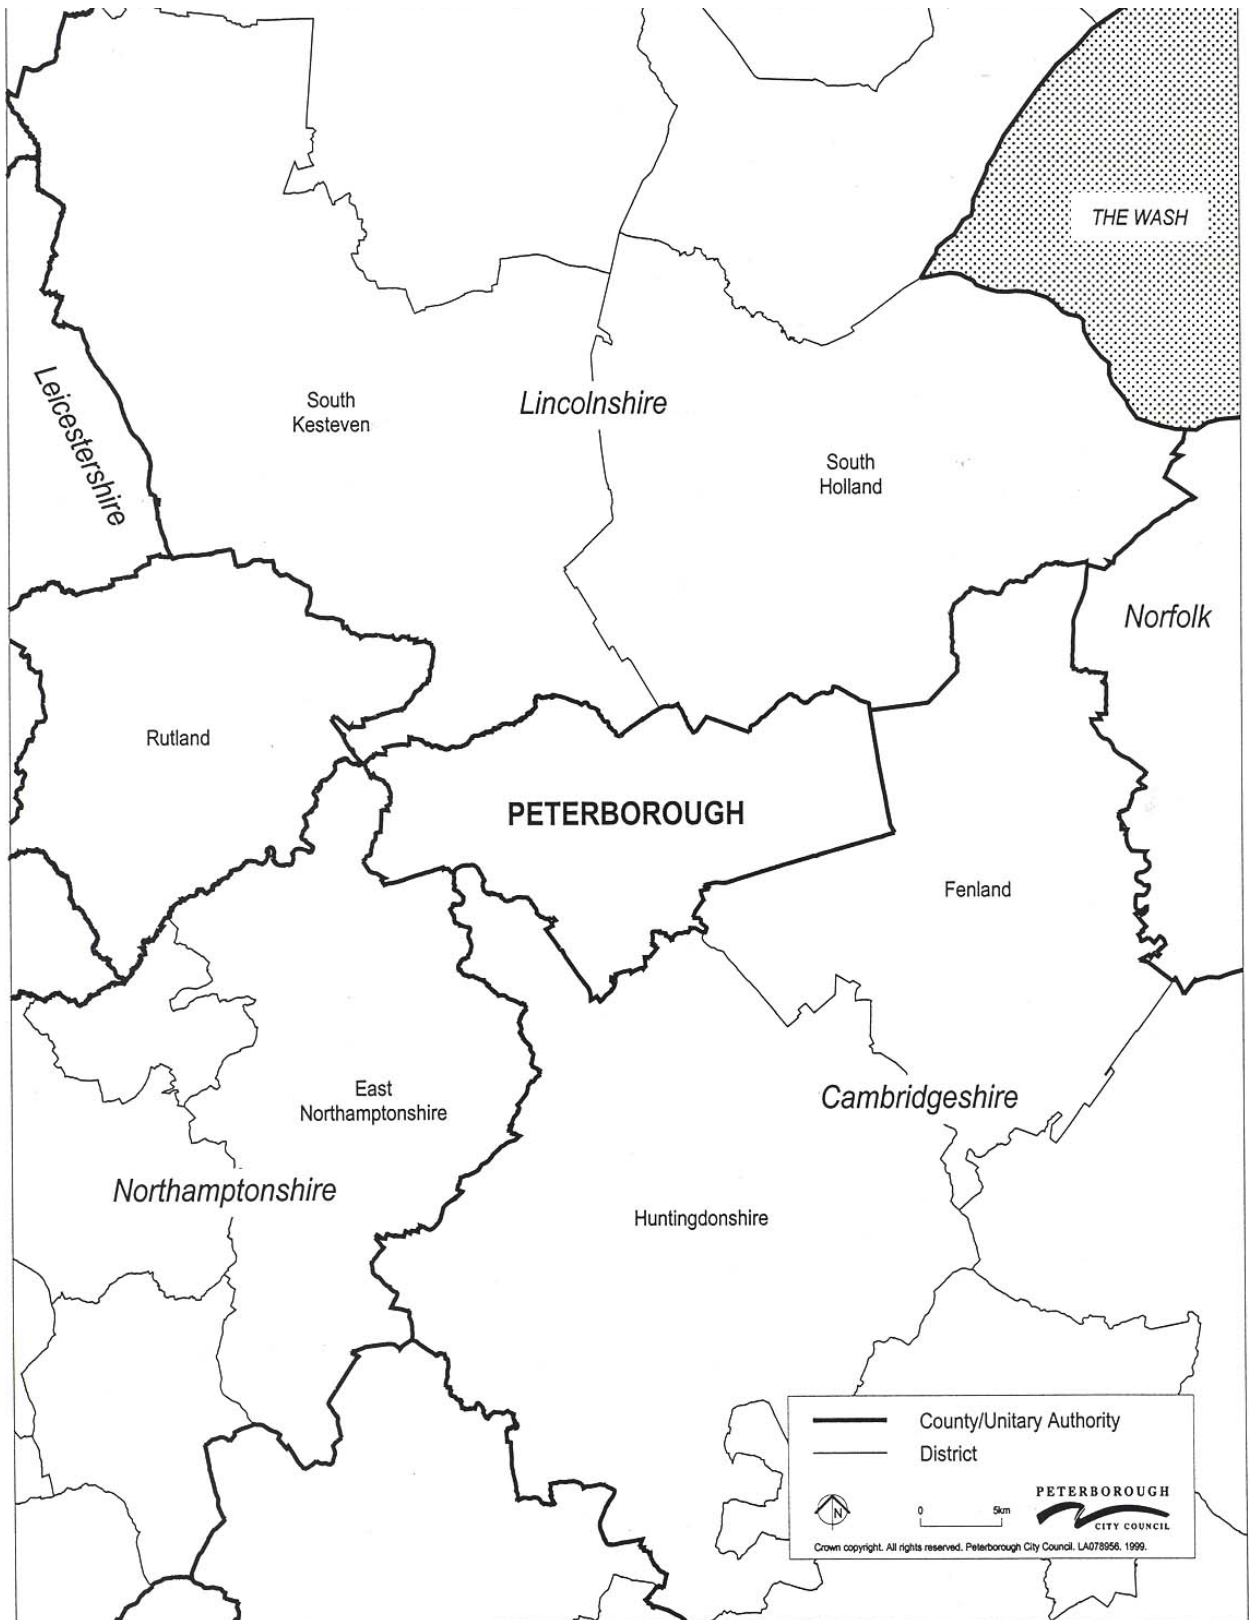 THE WASH
Leicestershire
South
Kesteven
Lincolnshire
South
Holland
Norfolk
Rutland
PETERBOROUGH
Fenland
East
Northamptonshire
Cambridgeshire
Northamptonshire
Huntingdonshire
County/Unitary Authority
District
N
0 5km
PETERBOROUGH
CITY COUNCIL
Crown copyright. All rights reserved. Peterborough City Council. LA078956. 1999.